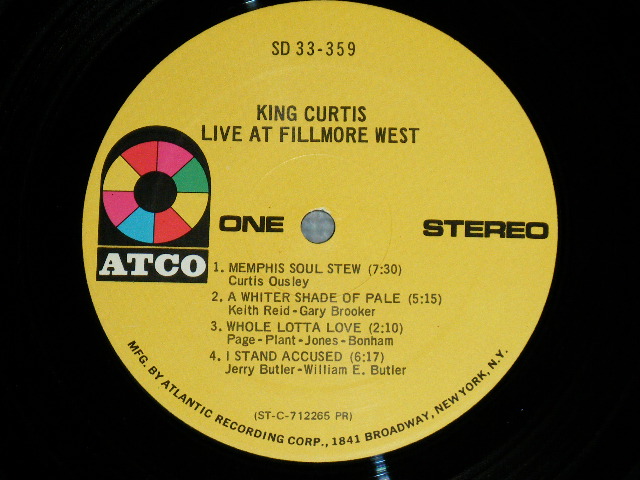 SD 33-359
KING CURTIS
LIVE AT FILLMORE WEST
ATCO
ONE
STEREO
1. MEMPHIS SOUL STEW (7:30)
Curtis Ousley
2. A WHITER SHADE OF PALE (5:15)
Keith Reid-Gary Brooker
3. WHOLE LOTTA LOVE (2:10)
Page-Plant-Jones-Bonham
4. I STAND ACCUSED (6:17)
Jerry Butler-William E. Butler
(ST-C-712265 PR)
MFG. BY ATLANTIC RECORDING CORP., 1841 BROADWAY, NEW YORK, N.Y.